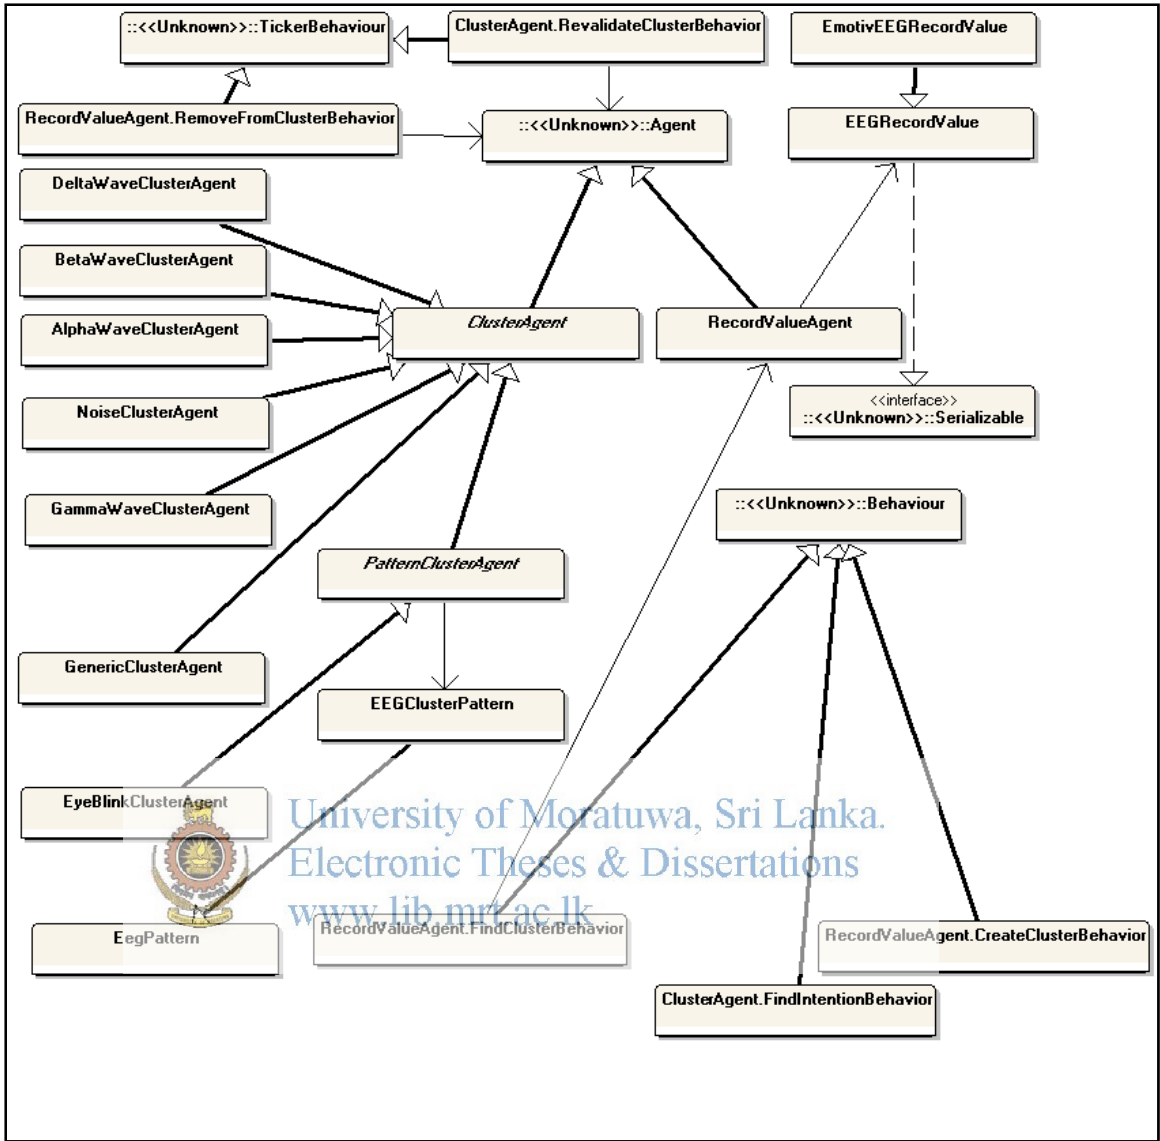 ::<<Unknown>>::TickerBehaviour
ClusterAgent.RevalidateClusterBehavior
EmotivEEGRecordValue
RecordValueAgent.RemoveFromClusterBehavior
::<<Unknown>>::Agent
EEGRecordValue
DeltaWaveClusterAgent
BetaWaveClusterAgent
AlphaWaveClusterAgent
ClusterAgent
RecordValueAgent
NoiseClusterAgent
<<interface>>
::<<Unknown>>::Serializable
GammaWaveClusterAgent
::<<Unknown>>::Behaviour
PatternClusterAgent
GenericClusterAgent
EEGClusterPattern
EyeBlinkClusterAgent
University of Moratuwa, Sri Lanka.
Electronic Theses & Dissertations
www.lib.mrt.ac.lk
EegPattern
RecordValueAgent.FindClusterBehavior
RecordValueAgent.CreateClusterBehavior
ClusterAgent.FindIntentionBehavior